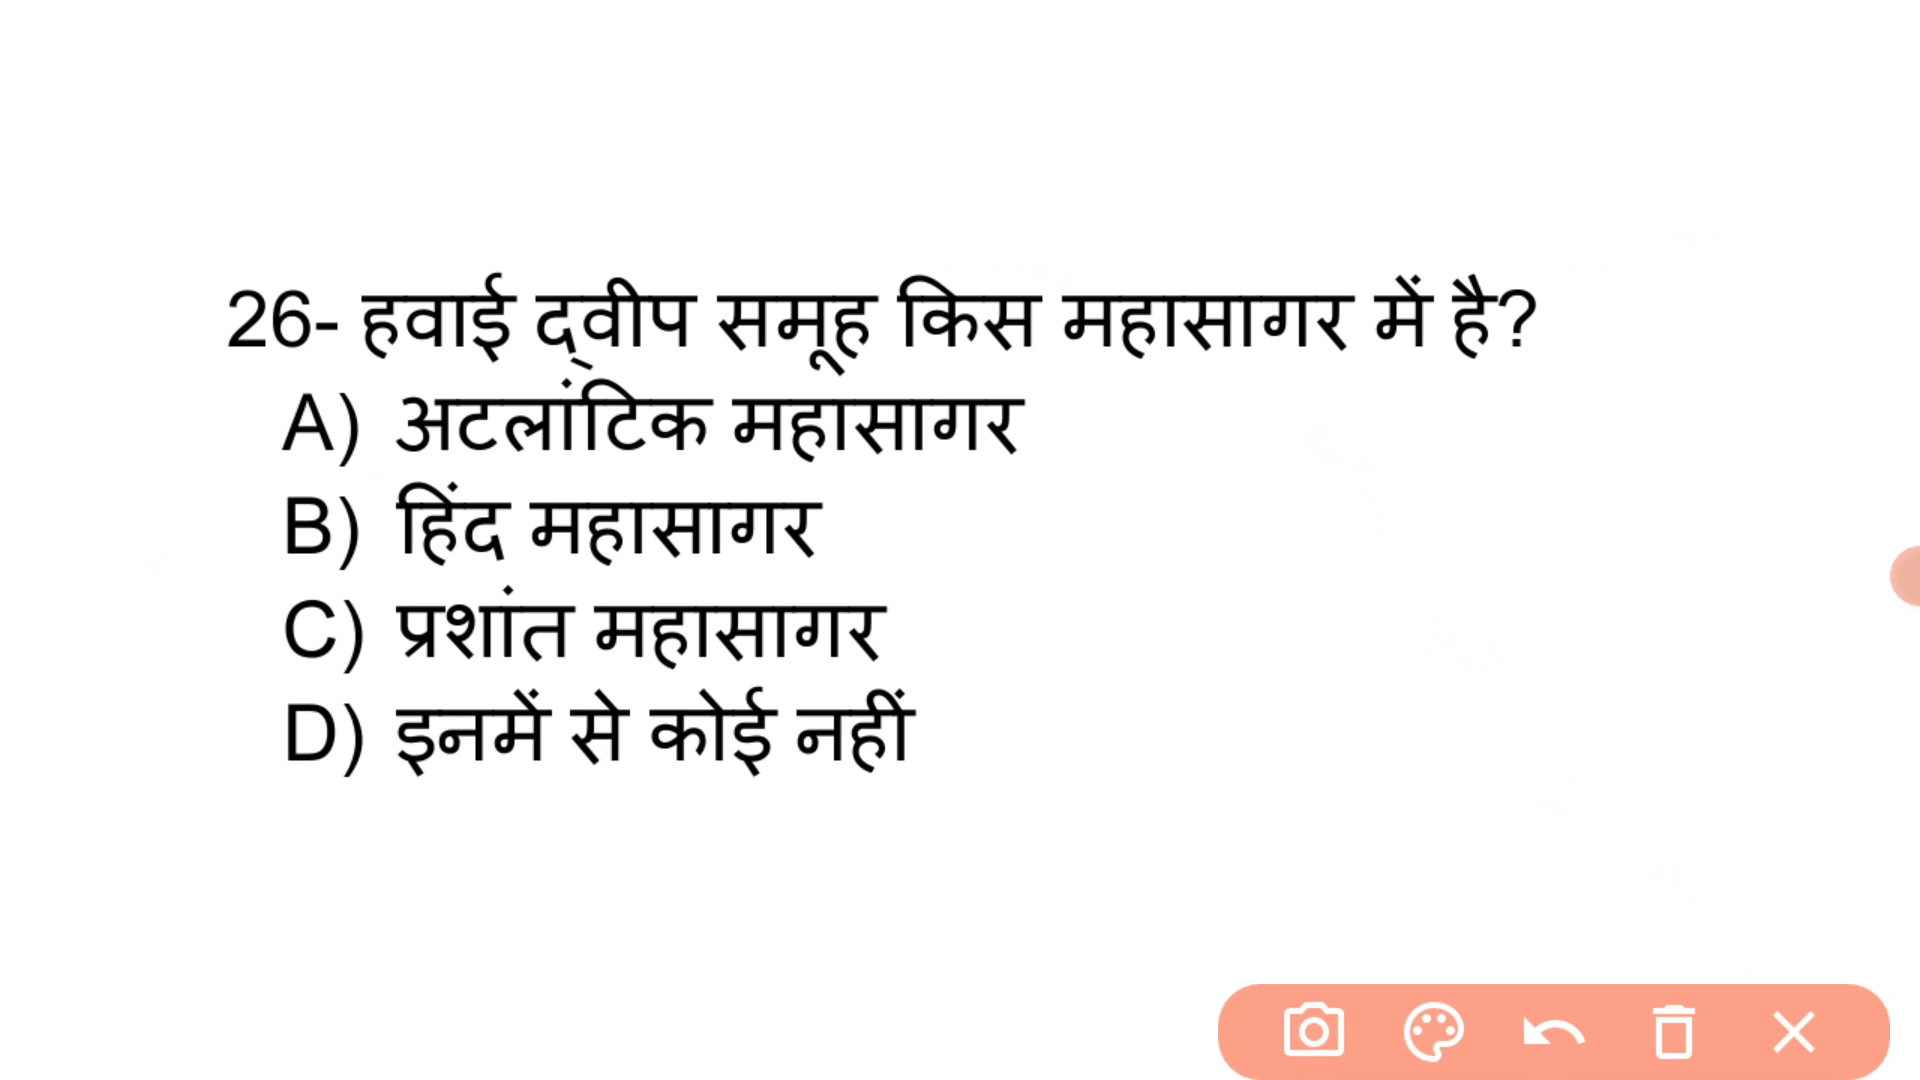 26- हवाई द्वीप समूह किस महासागर में है?
A) अटलांटिक महासागर
B) हिंद महासागर
C) प्रशांत महासागर
D) इनमें से कोई नहीं